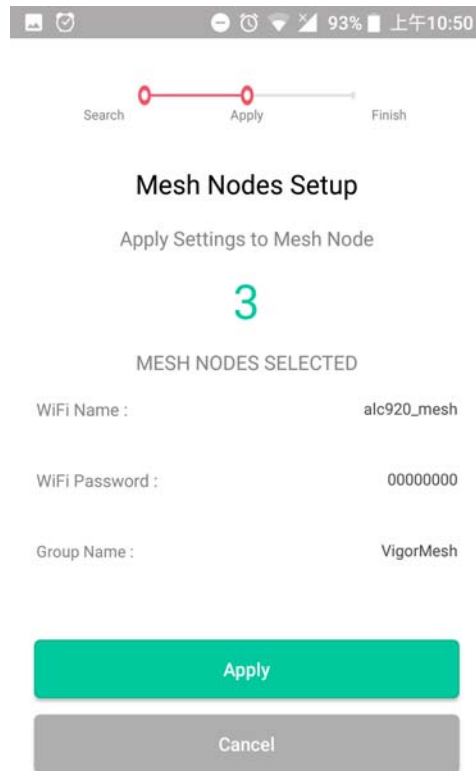 93% 上午10:50
Search Apply Finish
Mesh Nodes Setup
Apply Settings to Mesh Node
3
MESH NODES SELECTED
WiFi Name : alc920_mesh
WiFi Password : 00000000
Group Name : VigorMesh
Apply
Cancel